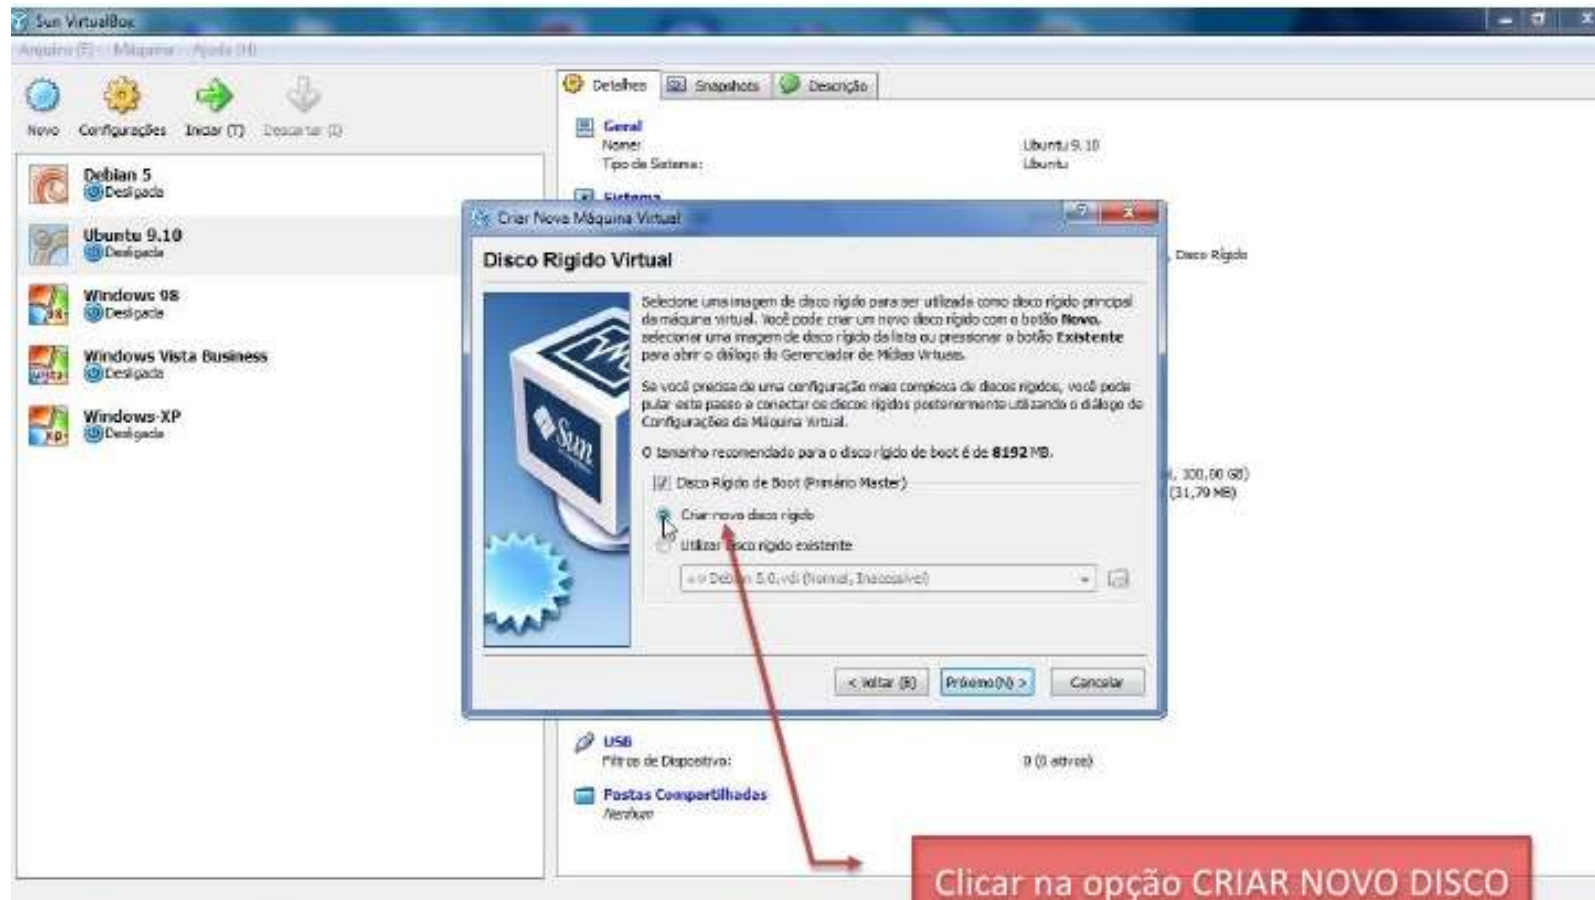 Sun VirtualBox
Arquivo (F) Máquina Ajuda (H)
Novo Configurações Iniciar (T) Descartar (I)
Debian 5
Desligada
Ubuntu 9.10
Desligada
Windows 98
Desligada
Windows Vista Business
Desligada
Windows-XP
Desligada
Detalhes Snapshots Descrição
Geral
Nome: Ubuntu 9.10
Tipo de Sistema: Ubuntu
Sistema
, Disco Rígido
, 100,00 GB)
(31,79 MB)
Criar Nova Máquina Virtual
Disco Rígido Virtual
Selecione uma imagem de disco rígido para ser utilizada como disco rígido principal
da máquina virtual. Você pode criar um novo disco rígido com o botão Novo,
selecionar uma imagem de disco rígido da lista ou pressionar o botão Existente
para abrir o diálogo do Gerenciador de Mídias Virtuais.
Se você precisa de uma configuração mais complexa de discos rígidos, você pode
pular este passo e conectar os discos rígidos posteriormente utilizando o diálogo de
Configurações da Máquina Virtual.
O tamanho recomendado para o disco rígido de boot é de 8192 MB.
Disco Rígido de Boot (Primário Master)
Criar novo disco rígido
Utilizar disco rígido existente
Debian 5.0.vdi (Normal, Inacessível)
Sun
< Voltar (B) Próximo(N) > Cancelar
USB
Filtros de Dispositivo: 0 (0 ativos)
Pastas Compartilhadas
Nenhum
Clicar na opção CRIAR NOVO DISCO